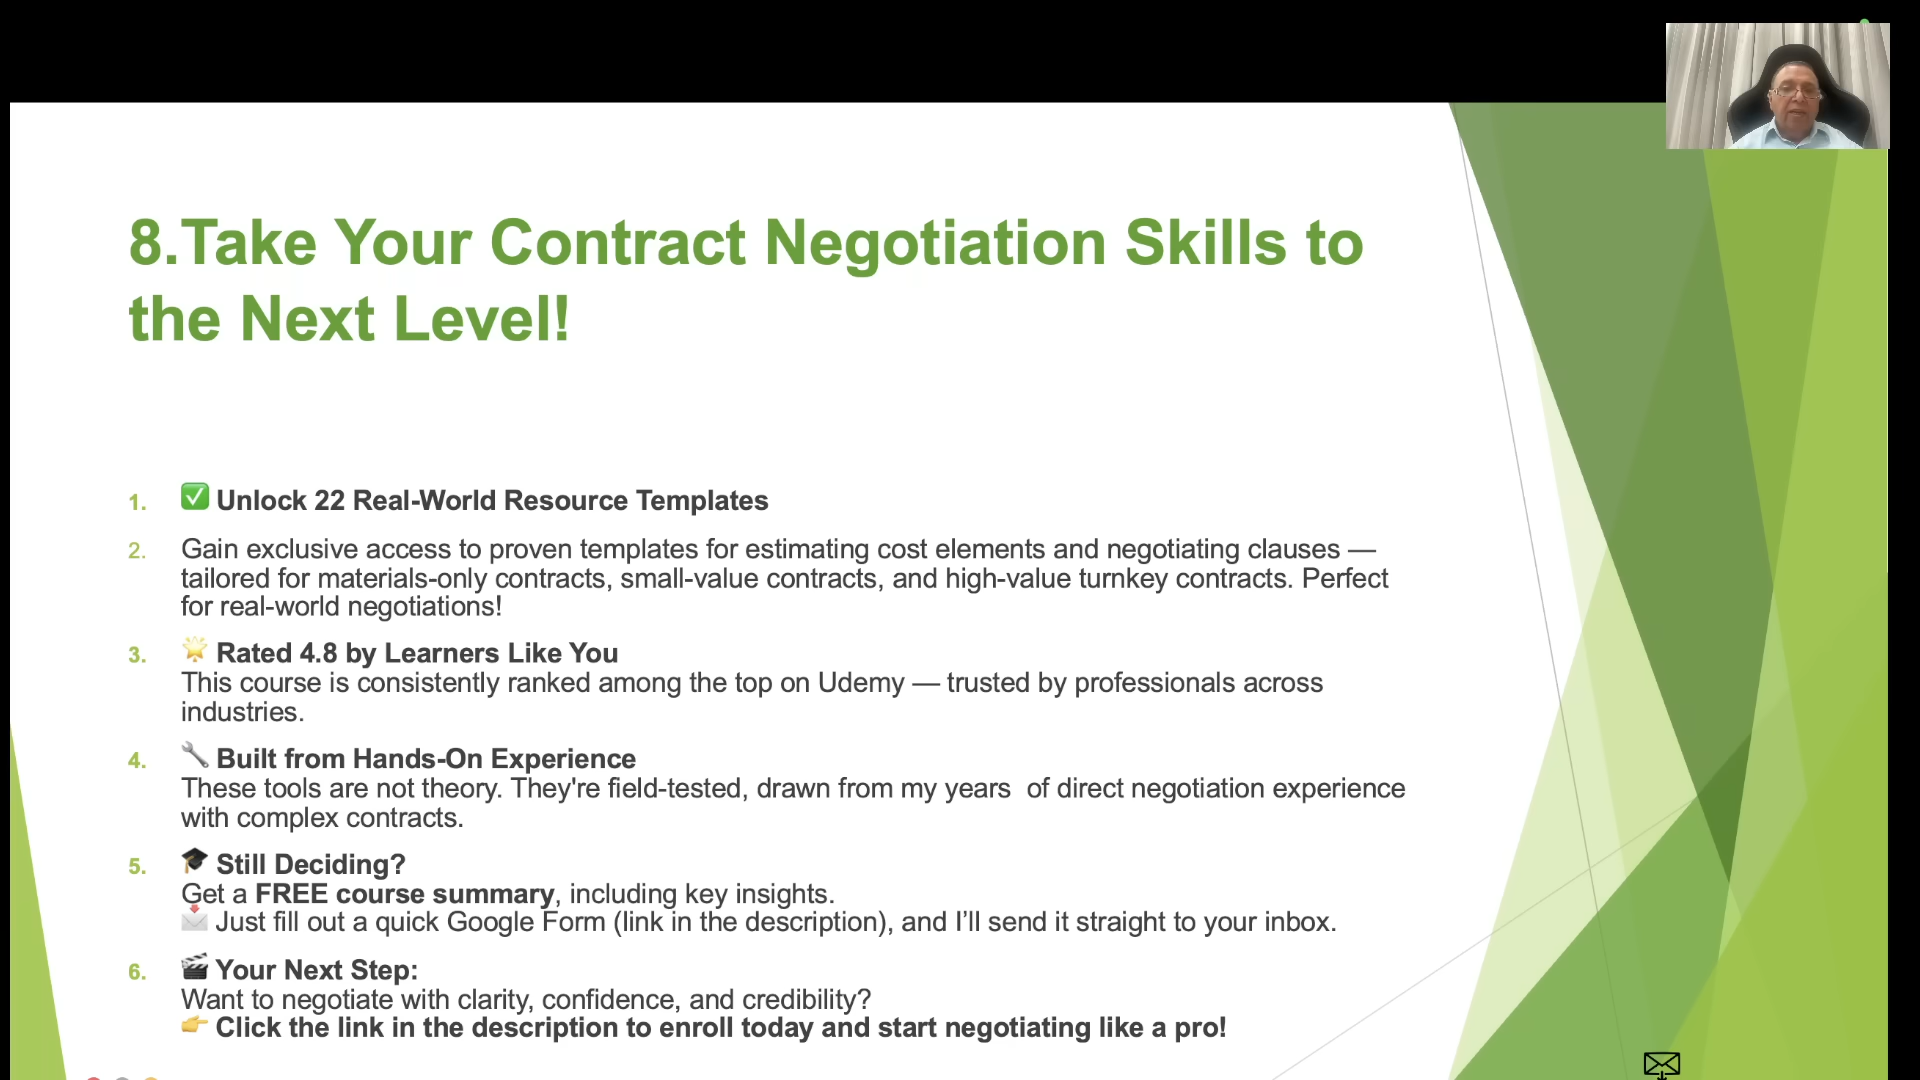 8.Take Your Contract Negotiation Skills to
the Next Level!
1. ✅ Unlock 22 Real-World Resource Templates
2. Gain exclusive access to proven templates for estimating cost elements and negotiating clauses —
tailored for materials-only contracts, small-value contracts, and high-value turnkey contracts. Perfect
for real-world negotiations!
3. 🌟 Rated 4.8 by Learners Like You
This course is consistently ranked among the top on Udemy — trusted by professionals across
industries.
4. 🔧 Built from Hands-On Experience
These tools are not theory. They're field-tested, drawn from my years  of direct negotiation experience
with complex contracts.
5. 🎓 Still Deciding?
Get a FREE course summary, including key insights.
📩 Just fill out a quick Google Form (link in the description), and I’ll send it straight to your inbox.
6. 🎬 Your Next Step:
Want to negotiate with clarity, confidence, and credibility?
👉 Click the link in the description to enroll today and start negotiating like a pro!